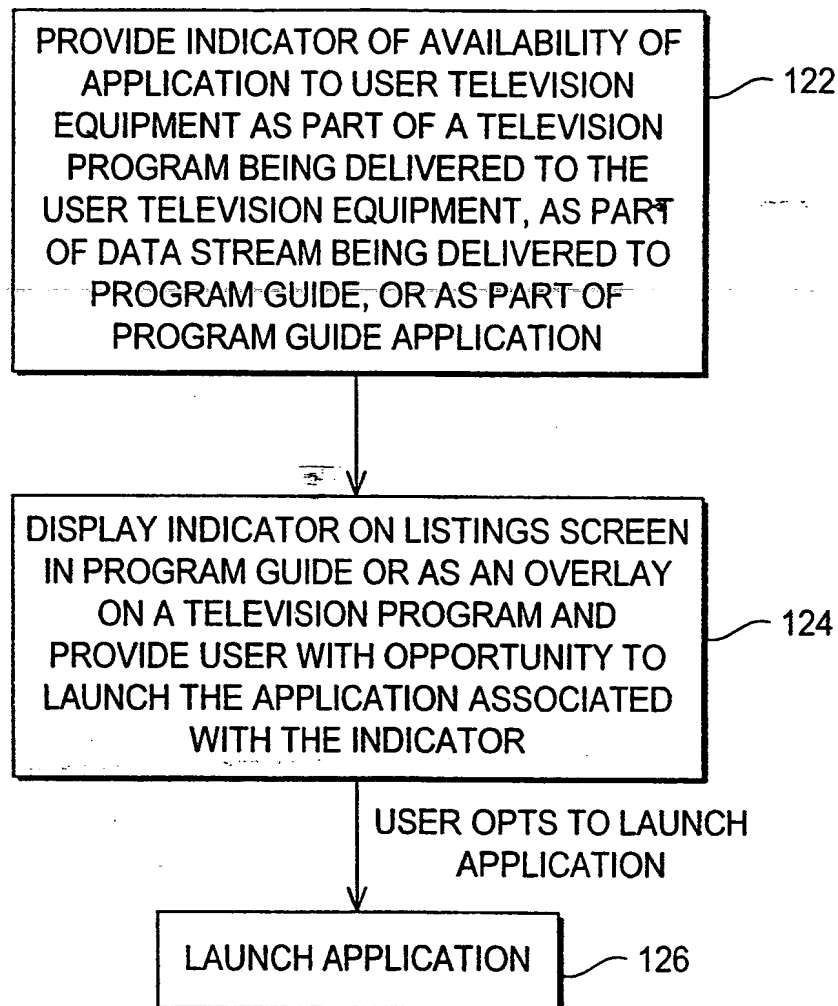 PROVIDE INDICATOR OF AVAILABILITY OF
APPLICATION TO USER TELEVISION
EQUIPMENT AS PART OF A TELEVISION
PROGRAM BEING DELIVERED TO THE
USER TELEVISION EQUIPMENT, AS PART
OF DATA STREAM BEING DELIVERED TO
PROGRAM GUIDE, OR AS PART OF
PROGRAM GUIDE APPLICATION
122
DISPLAY INDICATOR ON LISTINGS SCREEN
IN PROGRAM GUIDE OR AS AN OVERLAY
ON A TELEVISION PROGRAM AND
PROVIDE USER WITH OPPORTUNITY TO
LAUNCH THE APPLICATION ASSOCIATED
WITH THE INDICATOR
124
USER OPTS TO LAUNCH
APPLICATION
LAUNCH APPLICATION
126